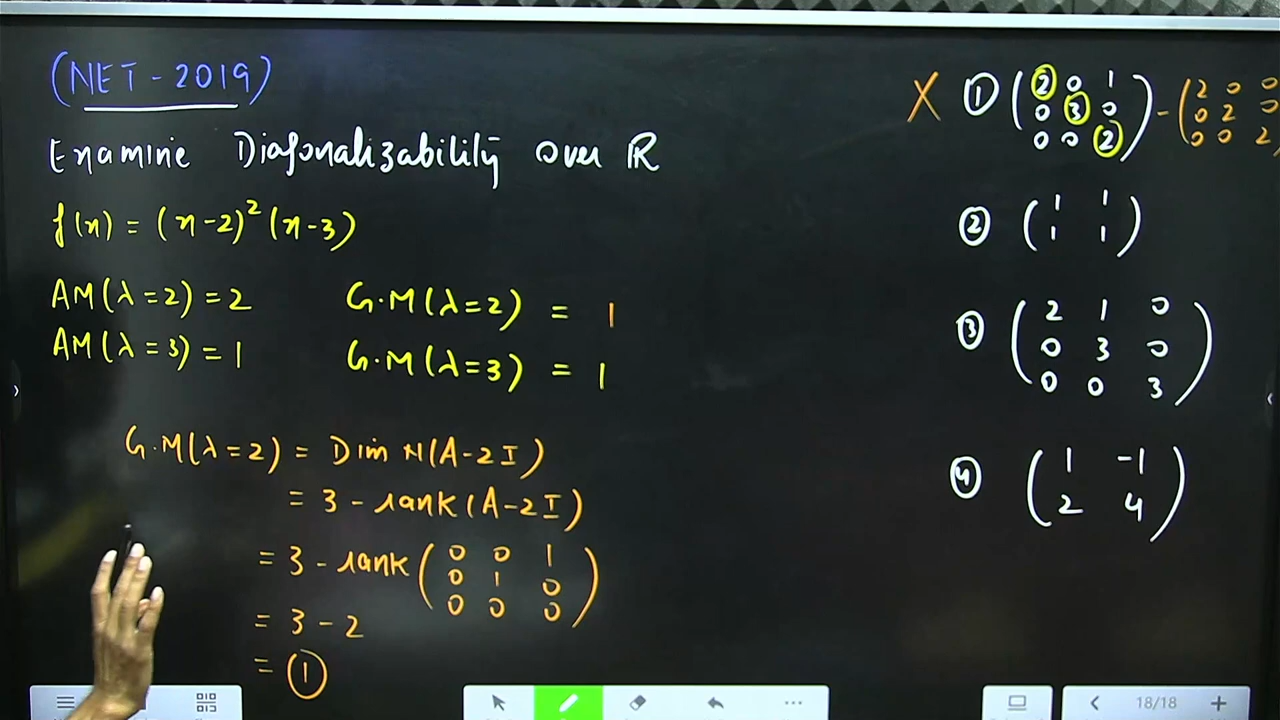 (NET - 2019)
Examine Diagonalizability over ℝ
f(x) = (x-2)² (x-3)
AM(λ=2) = 2 G.M(λ=2) = 1
AM(λ=3) = 1 G.M(λ=3) = 1
G.M(λ=2) = Dim N(A-2I)
= 3 - rank(A-2I)
= 3 - rank ( 0 0 1
0 1 0
0 0 0 )
= 3 - 2
= 1
X ① ( 2 0 1
0 3 0
0 0 2 ) - ( 2 0 0
0 2 0
0 0 2
② ( 1 1
1 1 )
③ ( 2 1 0
0 3 0
0 0 3 )
④ ( 1 -1
2 4 )
18/18